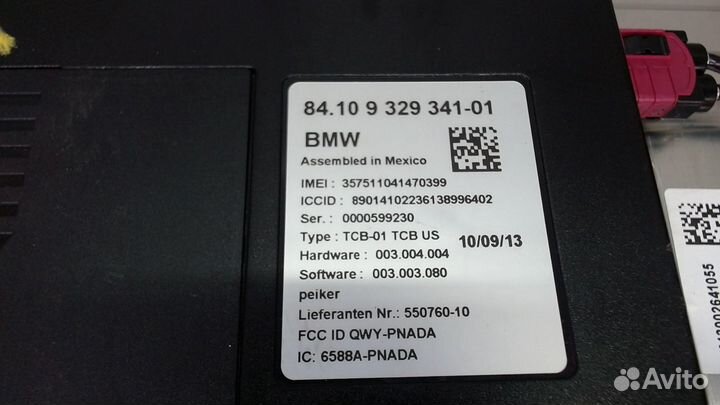 84.10 9 329 341-01
BMW
Assembled in Mexico
IMEI : 357511041470399
ICCID : 89014102236138996402
Ser. : 0000599230
Type : TCB-01 TCB US 10/09/13
Hardware : 003.004.004
Software : 003.003.080
peiker
Lieferanten Nr.: 550760-10
FCC ID QWY-PNADA
IC: 6588A-PNADA
Avito